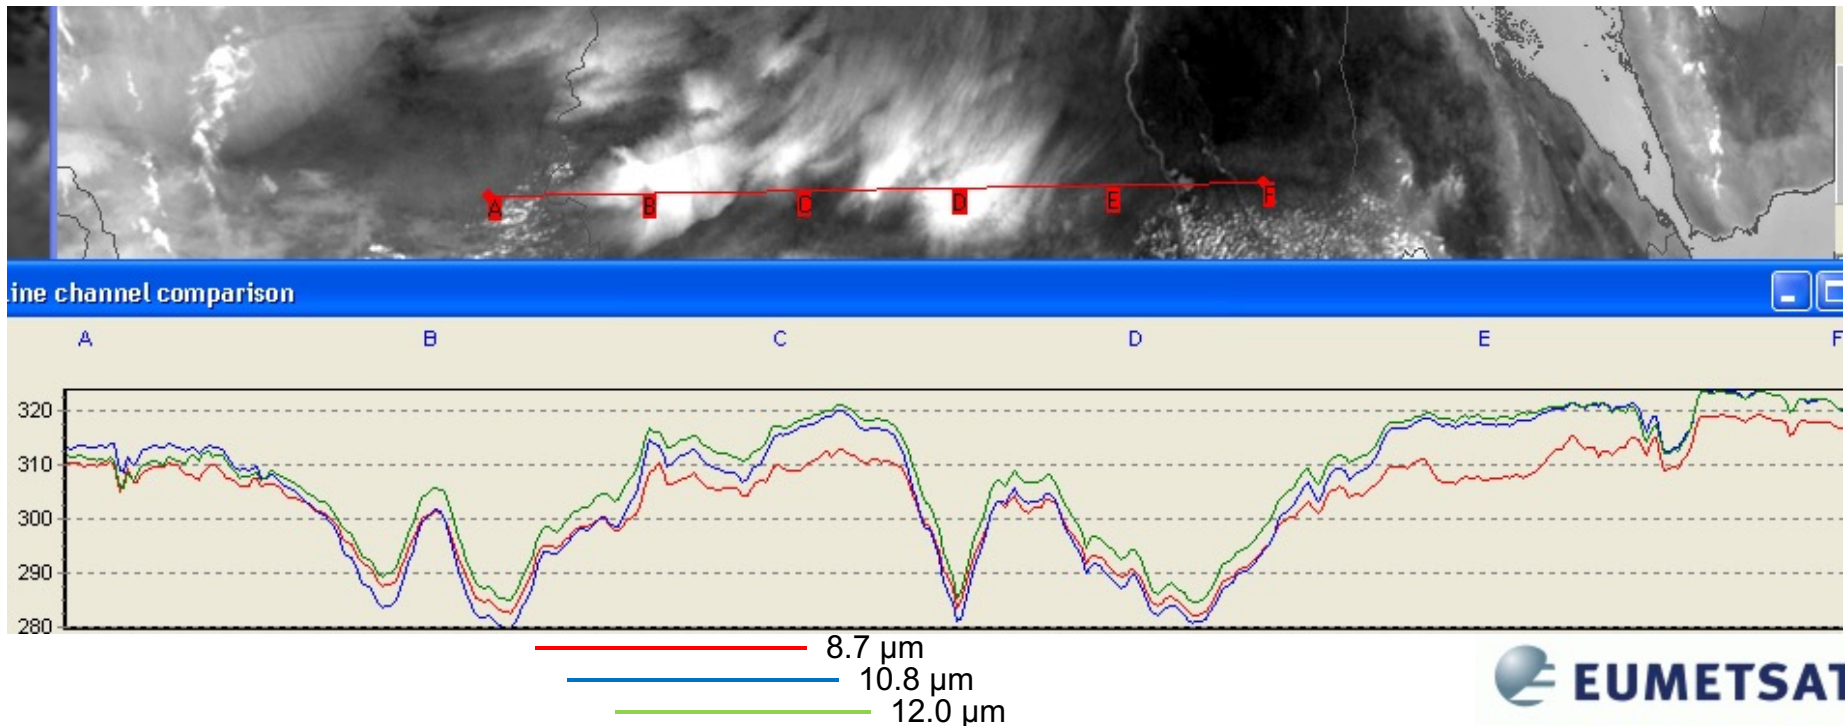 A B C D E F
ine channel comparison
A B C D E F
320
310
300
290
280
8.7 µm
10.8 µm
12.0 µm
EUMETSAT